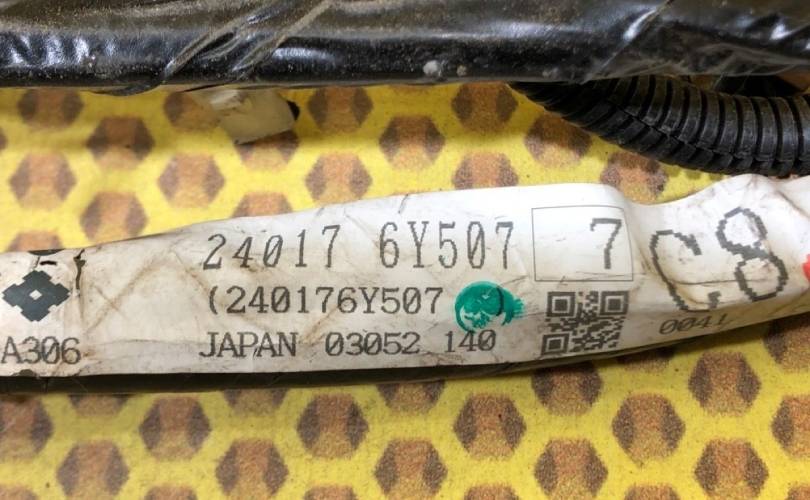 24017 6Y507 7
(240176Y507 )
JAPAN 03052 140
A306
C8
0041